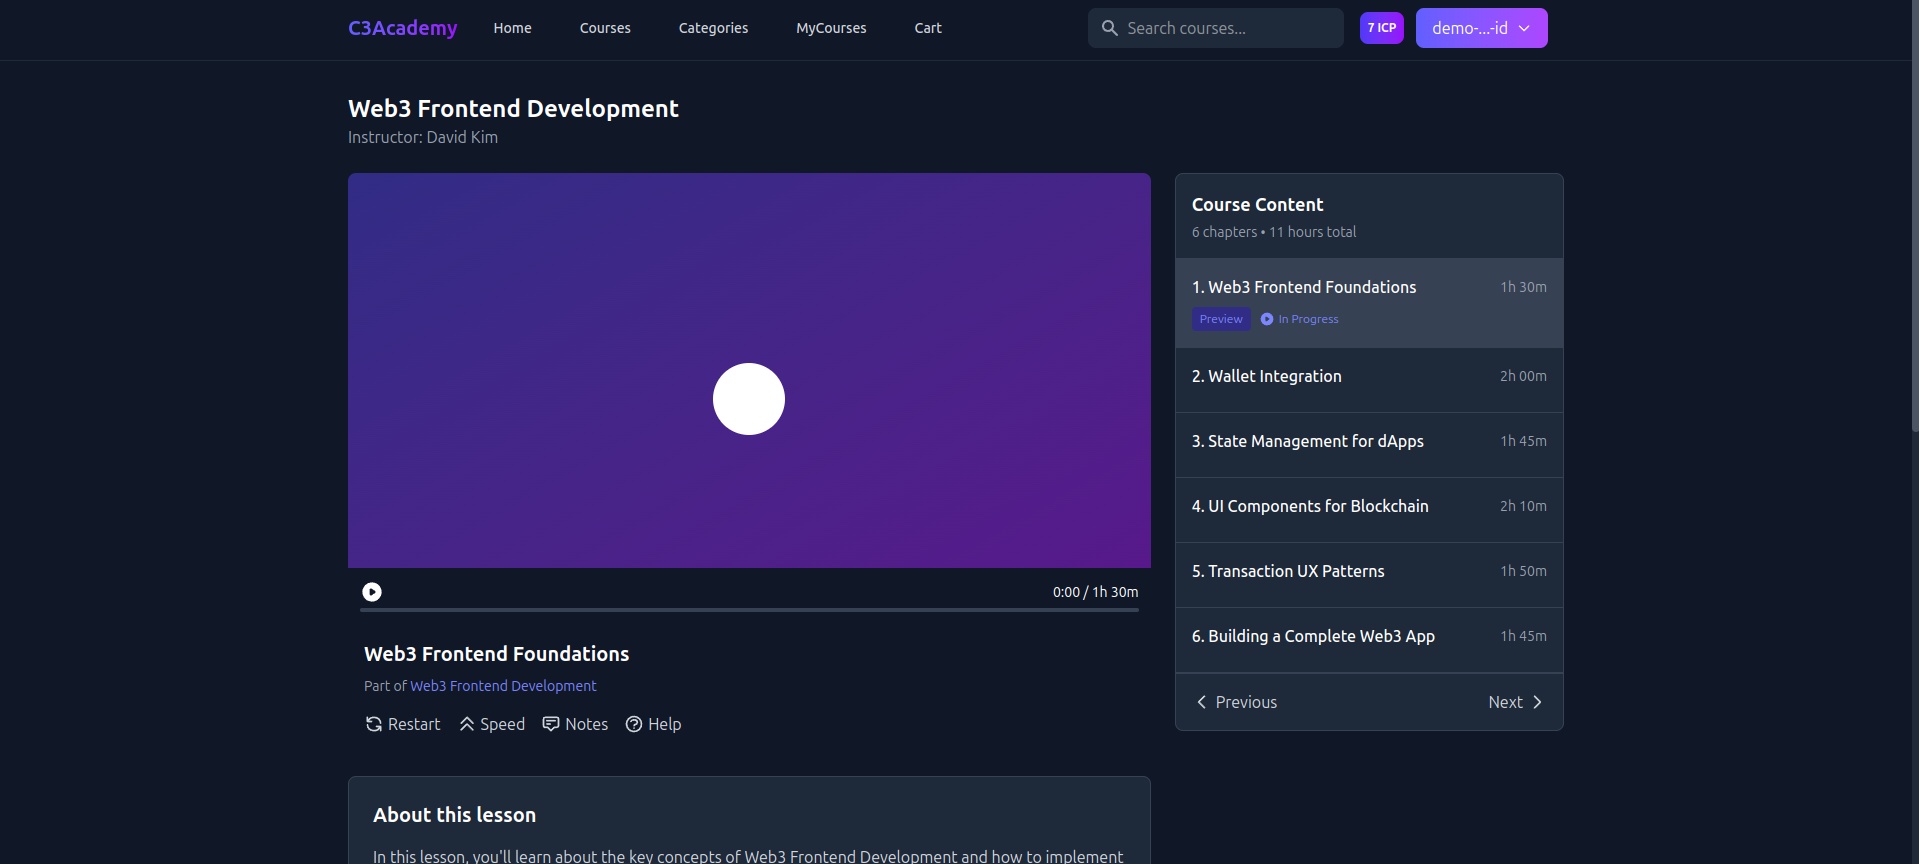 C3Academy Home Courses Categories MyCourses Cart Search courses... 7 ICP demo-...-id
Web3 Frontend Development
Instructor: David Kim
0:00 / 1h 30m
Web3 Frontend Foundations
Part of Web3 Frontend Development
Restart Speed Notes Help
About this lesson
In this lesson, you'll learn about the key concepts of Web3 Frontend Development and how to implement
Course Content
6 chapters • 11 hours total
1. Web3 Frontend Foundations 1h 30m
Preview In Progress
2. Wallet Integration 2h 00m
3. State Management for dApps 1h 45m
4. UI Components for Blockchain 2h 10m
5. Transaction UX Patterns 1h 50m
6. Building a Complete Web3 App 1h 45m
Previous Next